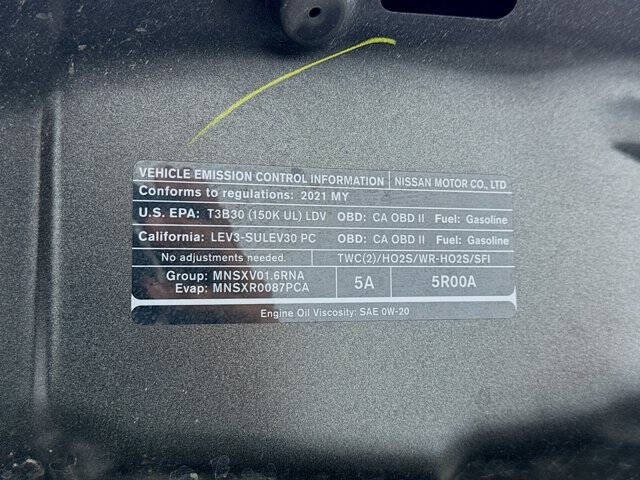 VEHICLE EMISSION CONTROL INFORMATION NISSAN MOTOR CO., LTD
Conforms to regulations: 2021 MY
U.S. EPA: T3B30 (150K UL) LDV OBD: CA OBD II Fuel: Gasoline
California: LEV3-SULEV30 PC OBD: CA OBD II Fuel: Gasoline
No adjustments needed. TWC(2)/HO2S/WR-HO2S/SFI
Group: MNSXV01.6RNA 5A 5R00A
Evap: MNSXR0087PCA
Engine Oil Viscosity: SAE 0W-20